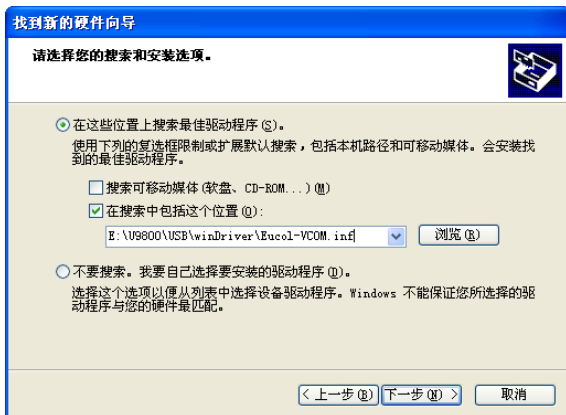 找到新的硬件向导
请选择您的搜索和安装选项。
在这些位置上搜索最佳驱动程序(S)。
使用下列的复选框限制或扩展默认搜索，包括本机路径和可移动媒体。会安装找
到的最佳驱动程序。
搜索可移动媒体(软盘、CD-ROM...)(M)
在搜索中包括这个位置(O):
E:\U9800\USB\winDriver\Eucol-VCOM.inf
浏览(R)
不要搜索。我要自己选择要安装的驱动程序(D)。
选择这个选项以便从列表中选择设备驱动程序。Windows 不能保证您所选择的驱
动程序与您的硬件最匹配。
< 上一步(B) 下一步(N) > 取消